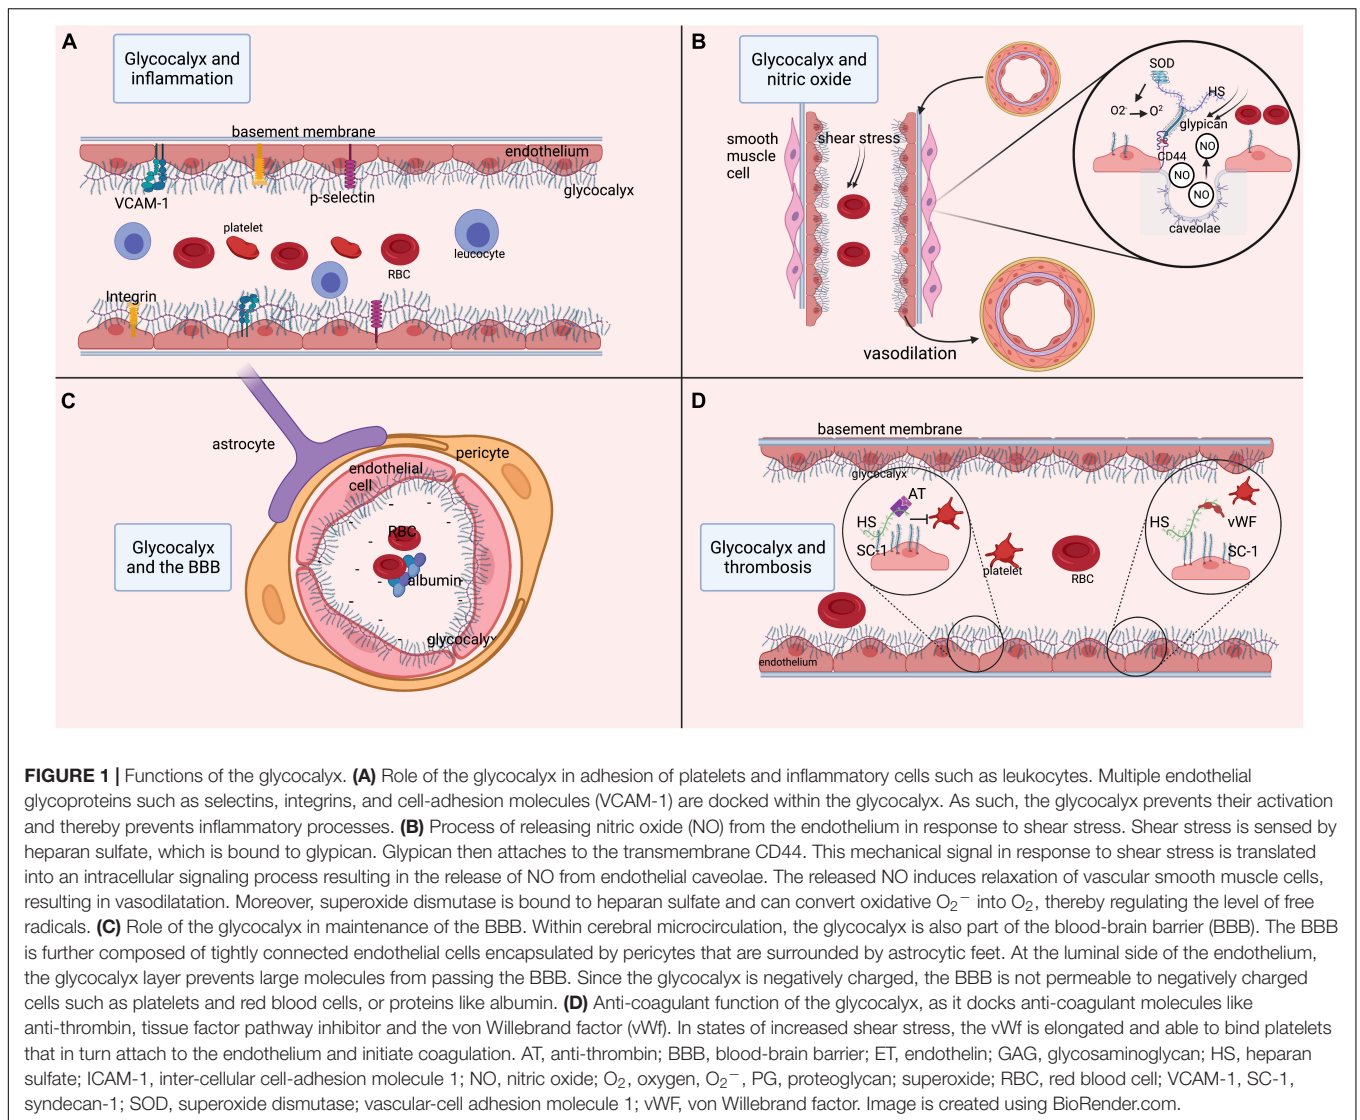 A
Glycocalyx and
inflammation
basement membrane
endothelium
glycocalyx
VCAM-1
p-selectin
platelet
leucocyte
RBC
Integrin
B
Glycocalyx and
nitric oxide
smooth
muscle
cell
shear stress
vasodilation
SOD
HS
O2⁻
O²
glypican
NO
CD44
NO
NO
caveolae
C
astrocyte
pericyte
endothelial
cell
Glycocalyx
and the BBB
RBC
albumin
glycocalyx
D
basement membrane
glycocalyx
AT
HS
SC-1
Glycocalyx and
thrombosis
platelet
RBC
HS
vWF
SC-1
endothelium
FIGURE 1 | Functions of the glycocalyx. (A) Role of the glycocalyx in adhesion of platelets and inflammatory cells such as leukocytes. Multiple endothelial
glycoproteins such as selectins, integrins, and cell-adhesion molecules (VCAM-1) are docked within the glycocalyx. As such, the glycocalyx prevents their activation
and thereby prevents inflammatory processes. (B) Process of releasing nitric oxide (NO) from the endothelium in response to shear stress. Shear stress is sensed by
heparan sulfate, which is bound to glypican. Glypican then attaches to the transmembrane CD44. This mechanical signal in response to shear stress is translated
into an intracellular signaling process resulting in the release of NO from endothelial caveolae. The released NO induces relaxation of vascular smooth muscle cells,
resulting in vasodilatation. Moreover, superoxide dismutase is bound to heparan sulfate and can convert oxidative O₂⁻ into O₂, thereby regulating the level of free
radicals. (C) Role of the glycocalyx in maintenance of the BBB. Within cerebral microcirculation, the glycocalyx is also part of the blood-brain barrier (BBB). The BBB
is further composed of tightly connected endothelial cells encapsulated by pericytes that are surrounded by astrocytic feet. At the luminal side of the endothelium,
the glycocalyx layer prevents large molecules from passing the BBB. Since the glycocalyx is negatively charged, the BBB is not permeable to negatively charged
cells such as platelets and red blood cells, or proteins like albumin. (D) Anti-coagulant function of the glycocalyx, as it docks anti-coagulant molecules like
anti-thrombin, tissue factor pathway inhibitor and the von Willebrand factor (vWf). In states of increased shear stress, the vWf is elongated and able to bind platelets
that in turn attach to the endothelium and initiate coagulation. AT, anti-thrombin; BBB, blood-brain barrier; ET, endothelin; GAG, glycosaminoglycan; HS, heparan
sulfate; ICAM-1, inter-cellular cell-adhesion molecule 1; NO, nitric oxide; O₂, oxygen, O₂⁻, PG, proteoglycan; superoxide; RBC, red blood cell; VCAM-1, SC-1,
syndecan-1; SOD, superoxide dismutase; vascular-cell adhesion molecule 1; vWF, von Willebrand factor. Image is created using BioRender.com.